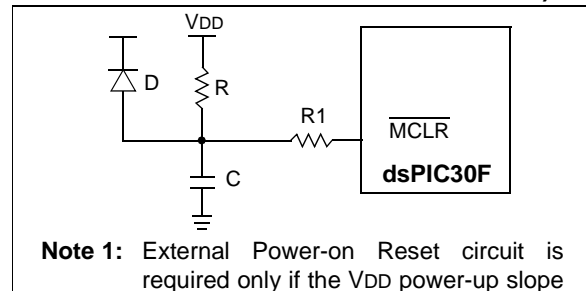 VDD
D
R
R1
MCLR
dsPIC30F
C
Note 1: External Power-on Reset circuit is
required only if the VDD power-up slope